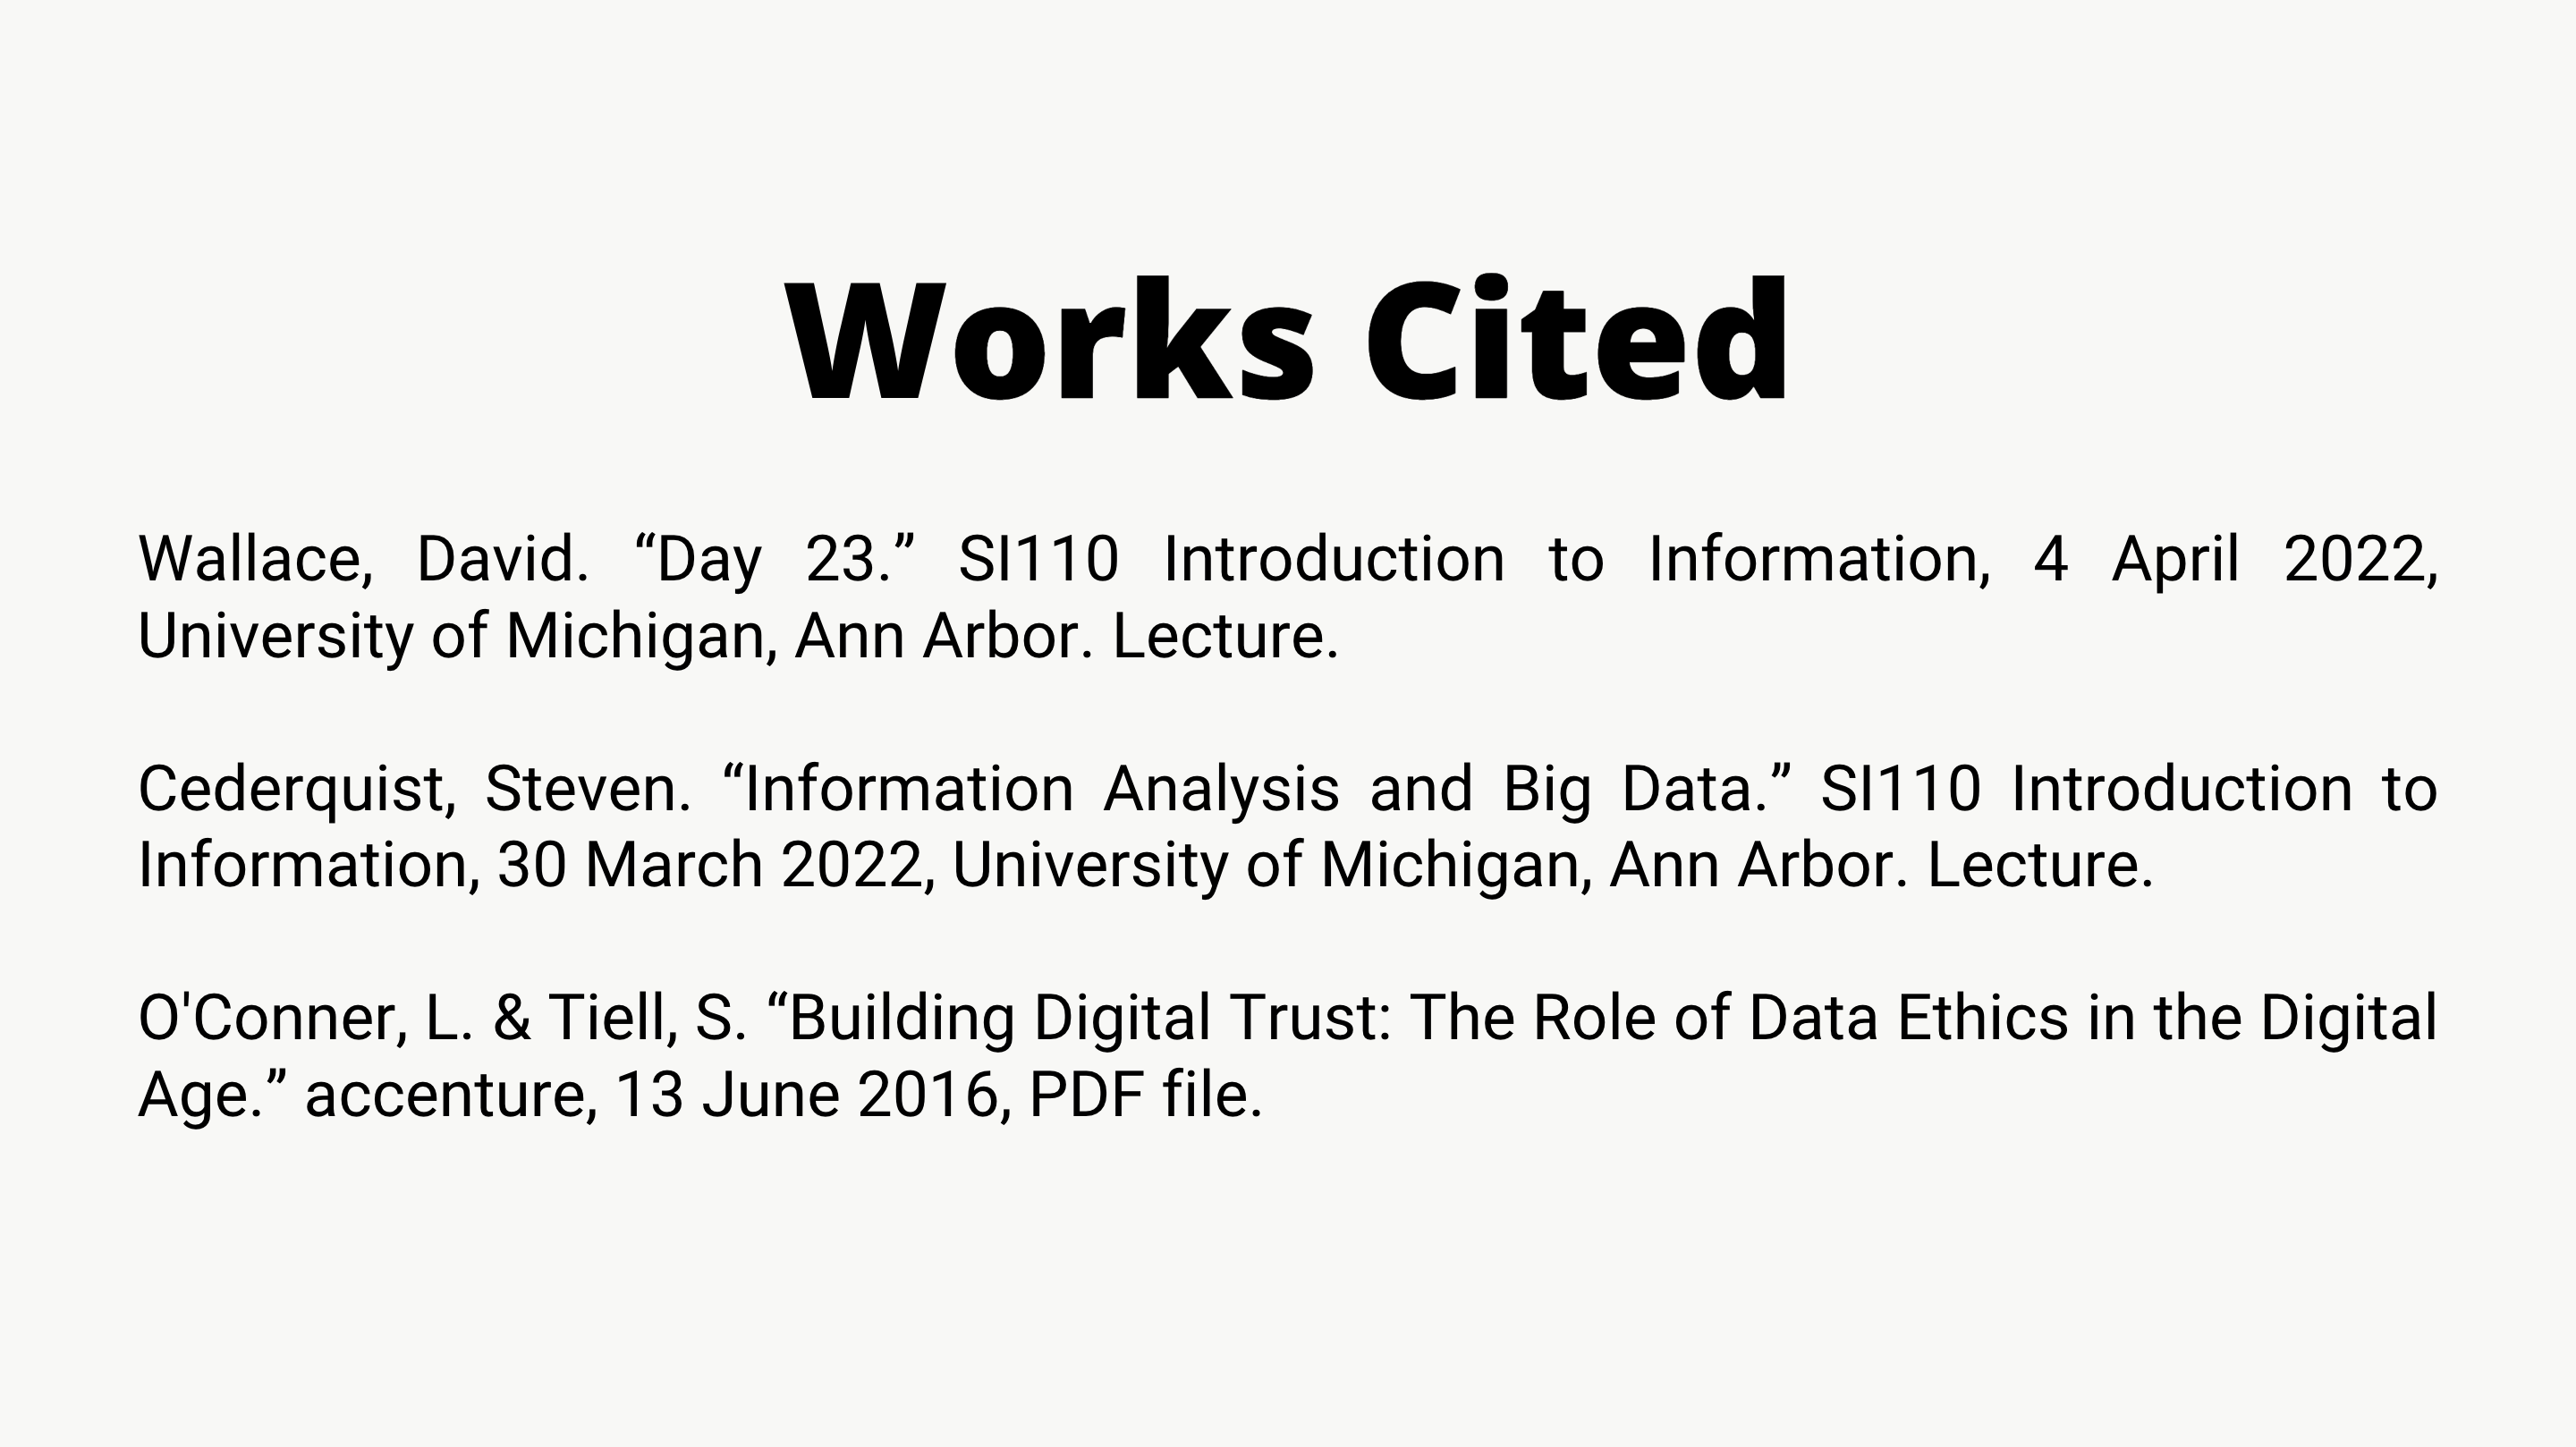 Works Cited
Wallace, David. “Day 23.” SI110 Introduction to Information, 4 April 2022,
University of Michigan, Ann Arbor. Lecture.
Cederquist, Steven. “Information Analysis and Big Data.” SI110 Introduction to
Information, 30 March 2022, University of Michigan, Ann Arbor. Lecture.
O'Conner, L. & Tiell, S. “Building Digital Trust: The Role of Data Ethics in the Digital
Age.” accenture, 13 June 2016, PDF file.